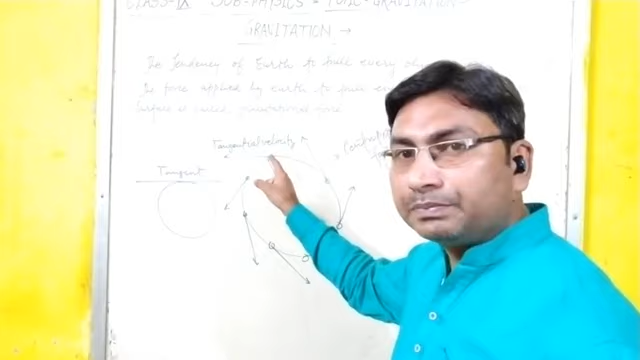 CLASS-IX SUB-PHYSICS - TOPIC-GRAVITATION-
GRAVITATION →
The Tendency of Earth to pull every
The force applied by earth to pull
Surface is called gravitational force
Tangential velocity
Tangent